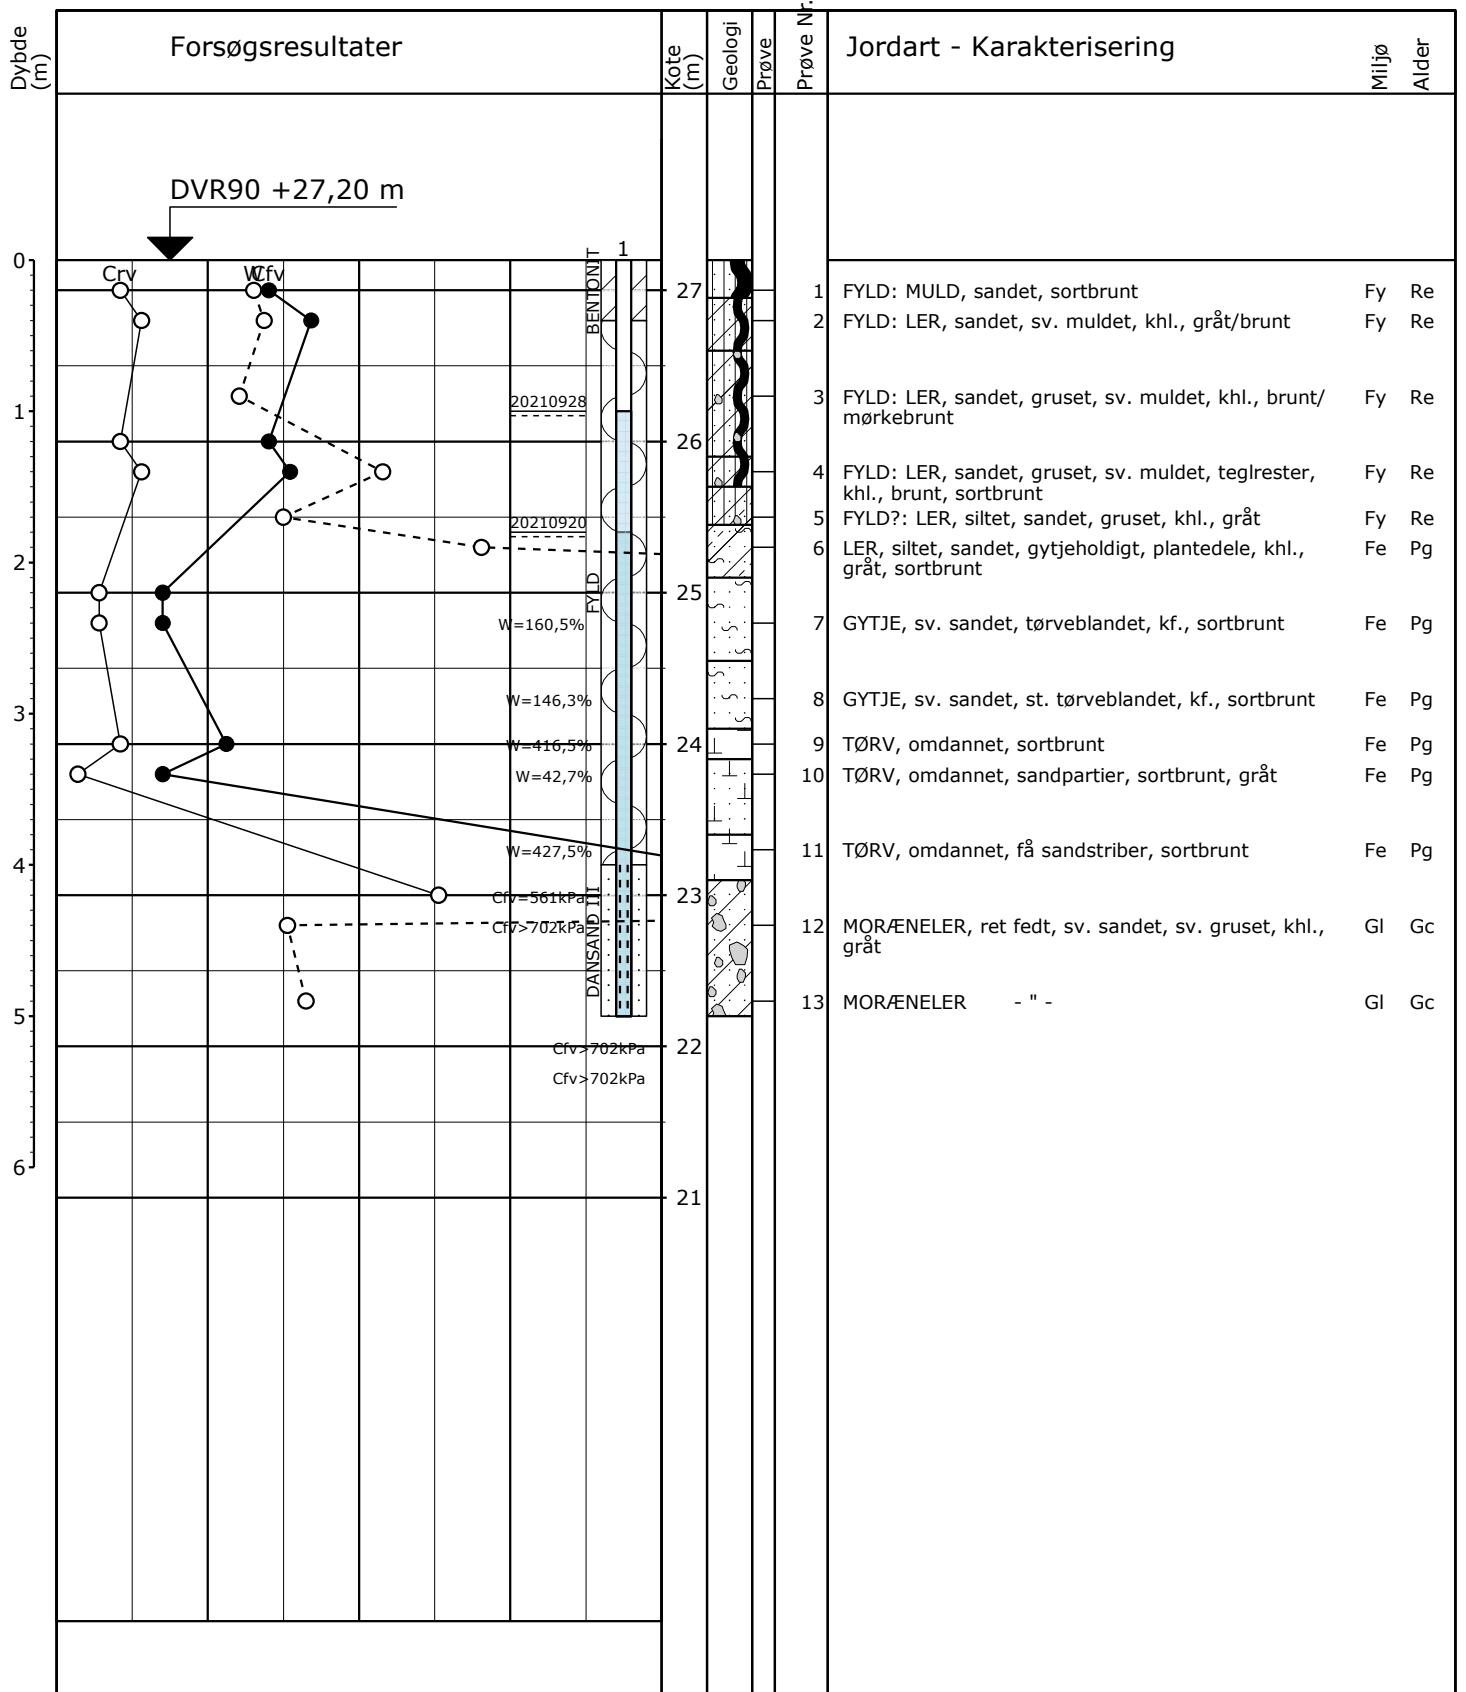 Dybde
(m)
Forsøgsresultater
Kote
(m)
Geologi
Prøve
Prøve Nr.
Jordart - Karakterisering
Miljø
Alder
DVR90 +27,20 m
0
Crv
W
Cfv
BENTONIT
1
27
1 FYLD: MULD, sandet, sortbrunt Fy Re
2 FYLD: LER, sandet, sv. muldet, khl., gråt/brunt Fy Re
20210928
3 FYLD: LER, sandet, gruset, sv. muldet, khl., brunt/ Fy Re
mørkebrunt
1
26
4 FYLD: LER, sandet, gruset, sv. muldet, teglrester, Fy Re
khl., brunt, sortbrunt
20210920
5 FYLD?: LER, siltet, sandet, gruset, khl., gråt Fy Re
6 LER, siltet, sandet, gytjeholdigt, plantedele, khl., Fe Pg
gråt, sortbrunt
2
FYLD
25
W=160,5%
7 GYTJE, sv. sandet, tørveblandet, kf., sortbrunt Fe Pg
W=146,3%
8 GYTJE, sv. sandet, st. tørveblandet, kf., sortbrunt Fe Pg
3
W=416,5%
24
9 TØRV, omdannet, sortbrunt Fe Pg
W=42,7%
10 TØRV, omdannet, sandpartier, sortbrunt, gråt Fe Pg
W=427,5%
11 TØRV, omdannet, få sandstriber, sortbrunt Fe Pg
4
Cfv=561kPa
23
DANSAND III
Cfv>702kPa
12 MORÆNELER, ret fedt, sv. sandet, sv. gruset, khl., Gl Gc
gråt
13 MORÆNELER - " - Gl Gc
5
Cfv>702kPa
22
Cfv>702kPa
6
21